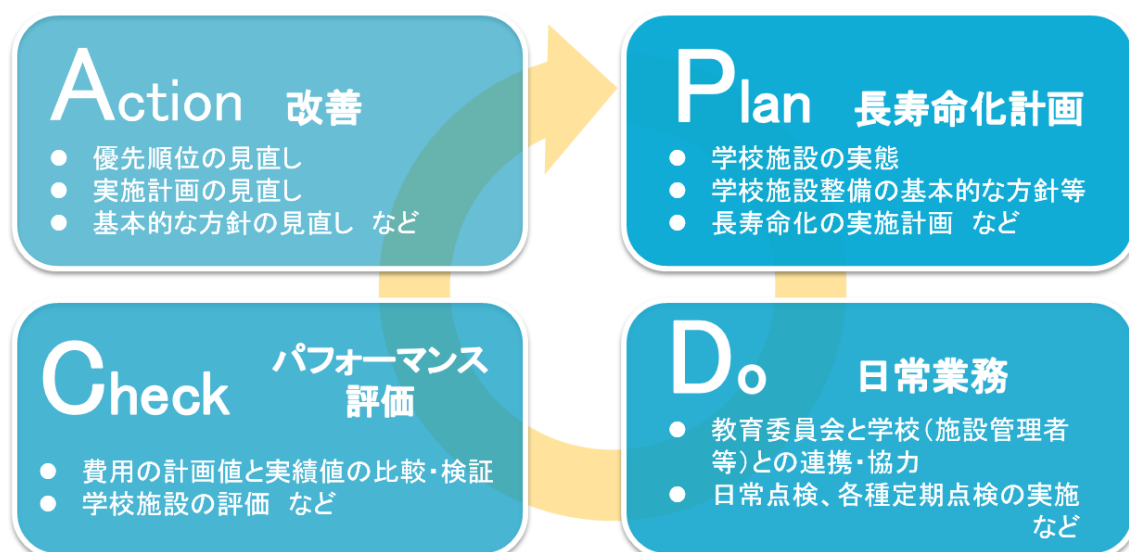 Action 改善
● 優先順位の見直し
● 実施計画の見直し
● 基本的な方針の見直し など
Plan 長寿命化計画
● 学校施設の実態
● 学校施設整備の基本的な方針等
● 長寿命化の実施計画 など
Check パフォーマンス
評価
● 費用の計画値と実績値の比較・検証
● 学校施設の評価 など
Do 日常業務
● 教育委員会と学校(施設管理者
等)との連携・協力
● 日常点検、各種定期点検の実施
など